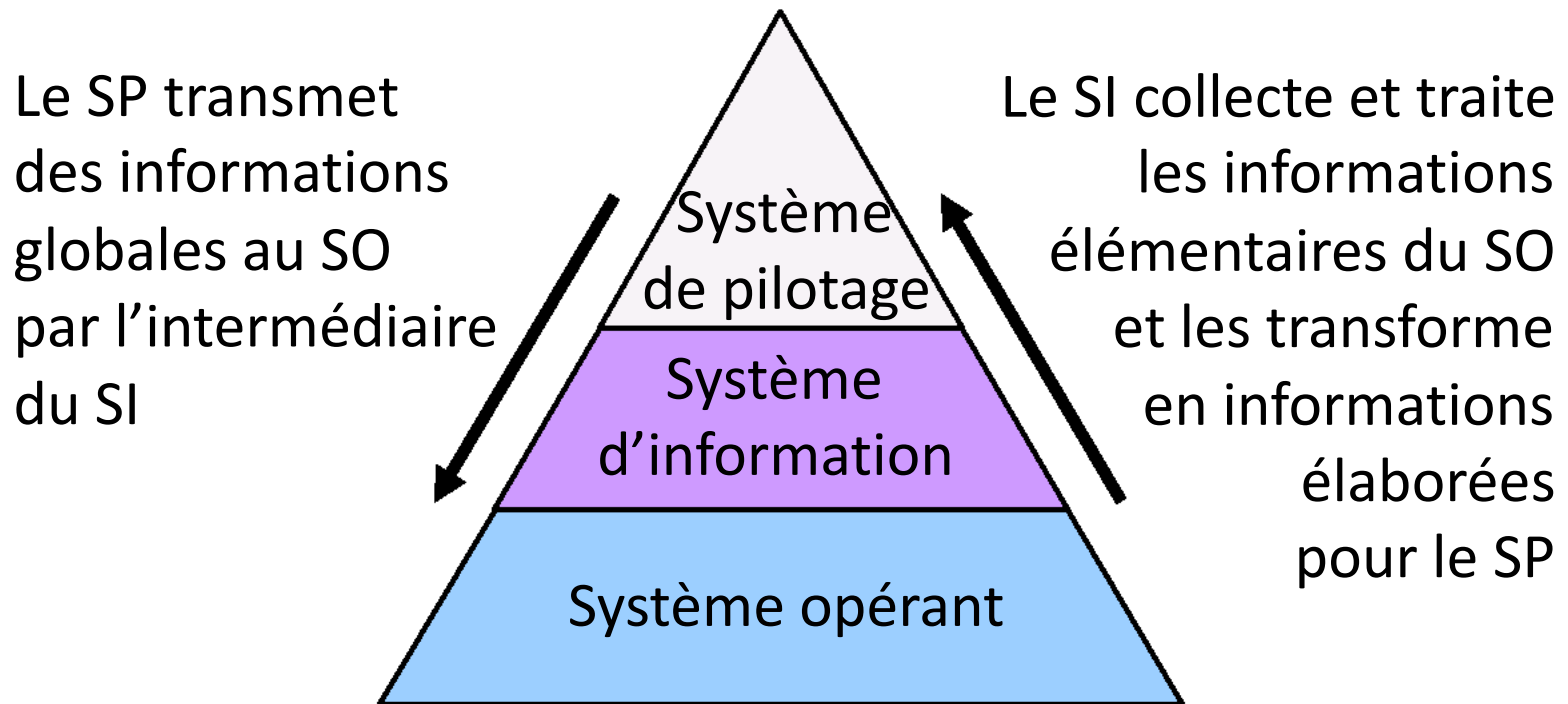 Le SP transmet
des informations
globales au SO
par l’intermédiaire
du SI
Système
de pilotage
Système
d’information
Système opérant
Le SI collecte et traite
les informations
élémentaires du SO
et les transforme
en informations
élaborées
pour le SP